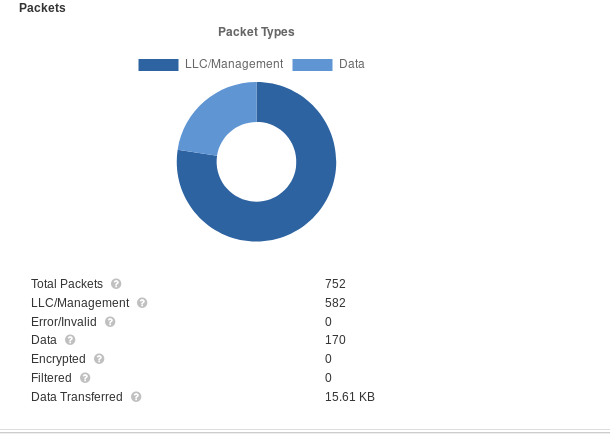 Packets
Packet Types
LLC/Management Data
Total Packets 752
LLC/Management 582
Error/Invalid 0
Data 170
Encrypted 0
Filtered 0
Data Transferred 15.61 KB